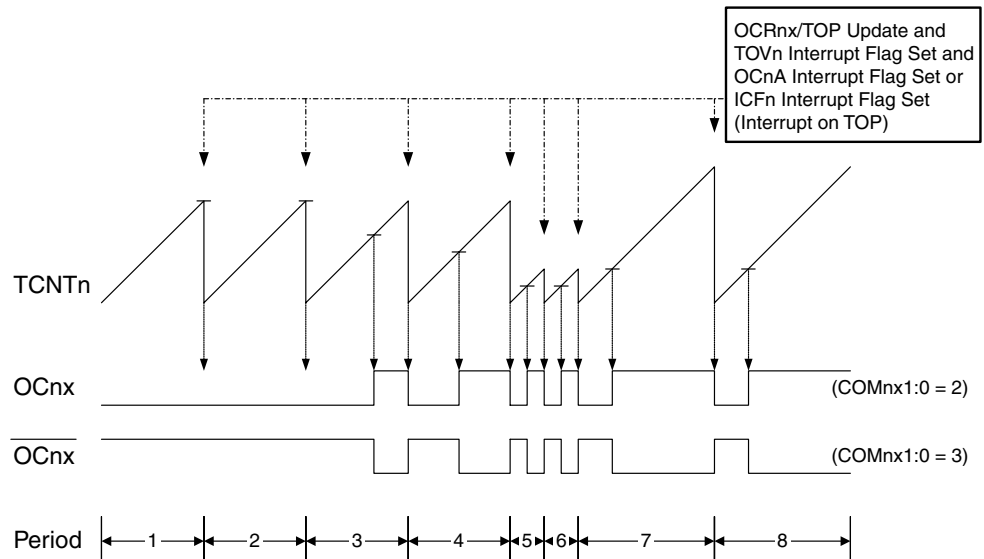 OCRnx/TOP Update and
TOVn Interrupt Flag Set and
OCnA Interrupt Flag Set or
ICFn Interrupt Flag Set
(Interrupt on TOP)
TCNTn
OCnx
(COMnx1:0 = 2)
OCnx
(COMnx1:0 = 3)
Period
1 2 3 4 5 6 7 8